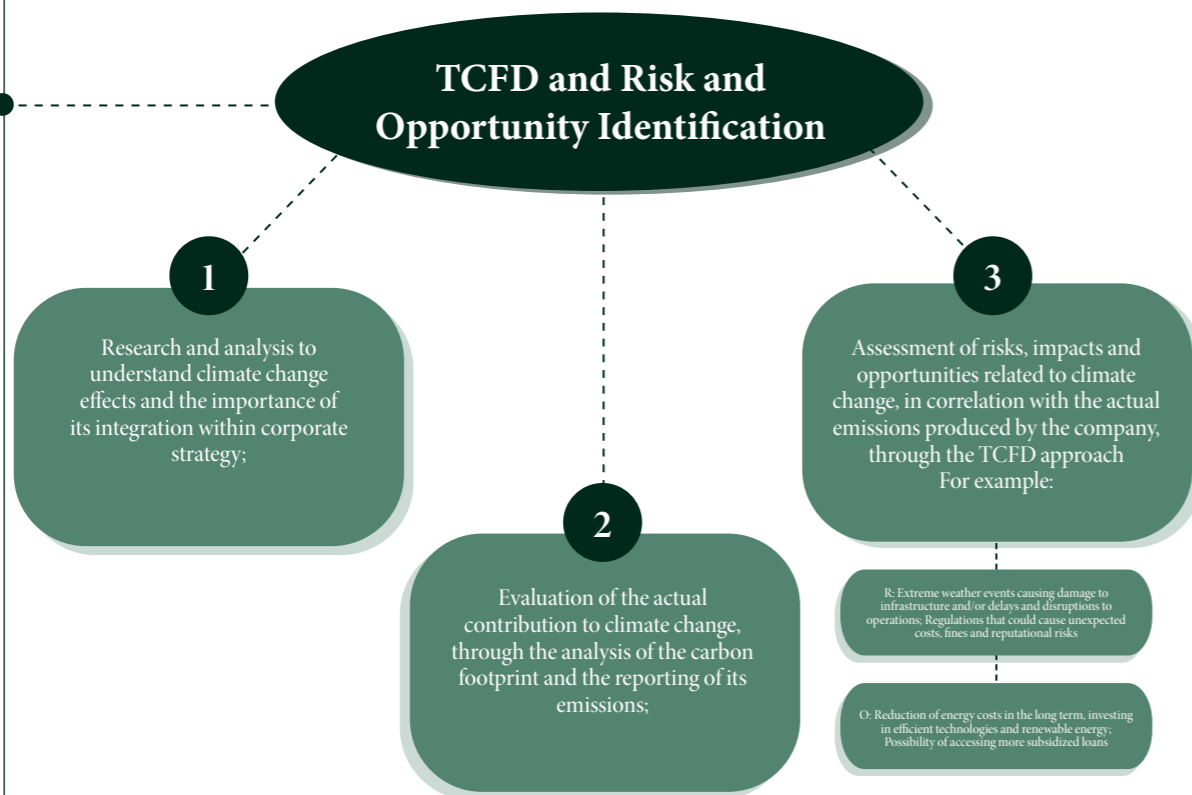 TCFD and Risk and
Opportunity Identification
1
Research and analysis to
understand climate change
effects and the importance of
its integration within corporate
strategy;
2
Evaluation of the actual
contribution to climate change,
through the analysis of the carbon
footprint and the reporting of its
emissions;
3
Assessment of risks, impacts and
opportunities related to climate
change, in correlation with the actual
emissions produced by the company,
through the TCFD approach
For example:
R: Extreme weather events causing damage to
infrastructure and/or delays and disruptions to
operations; Regulations that could cause unexpected
costs, fines and reputational risks
O: Reduction of energy costs in the long term, investing
in efficient technologies and renewable energy;
Possibility of accessing more subsidized loans